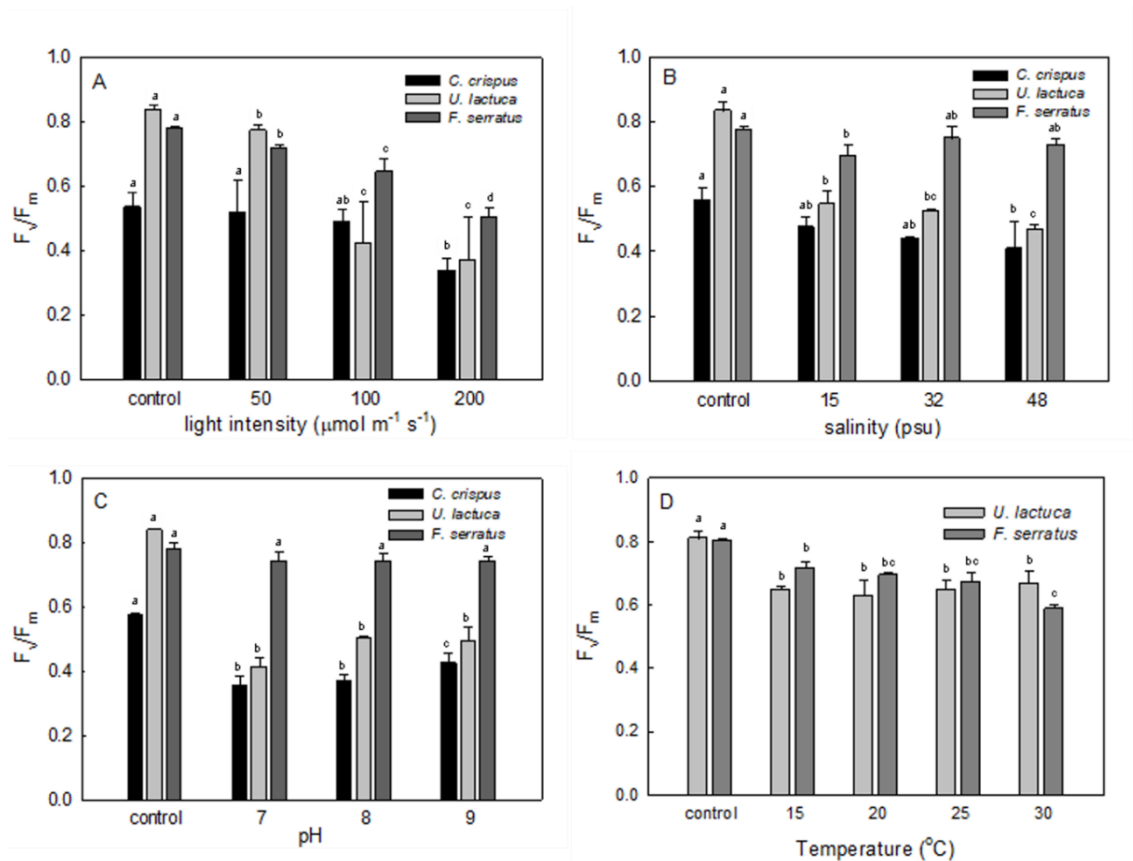 A
C. crispus
U. lactuca
F. serratus
1.0
0.8
0.6
0.4
0.2
0.0
Fv/Fm
a a a
a b b
ab c c
b c d
control 50 100 200
light intensity (μmol m⁻¹ s⁻¹)
B
C. crispus
U. lactuca
F. serratus
1.0
0.8
0.6
0.4
0.2
0.0
Fv/Fm
a a a
ab b b
ab bc ab
b c ab
control 15 32 48
salinity (psu)
C
C. crispus
U. lactuca
F. serratus
1.0
0.8
0.6
0.4
0.2
0.0
Fv/Fm
a a a
b b a
b b a
c b a
control 7 8 9
pH
D
U. lactuca
F. serratus
1.0
0.8
0.6
0.4
0.2
0.0
Fv/Fm
a a
b b
b bc
b bc
b c
control 15 20 25 30
Temperature (°C)